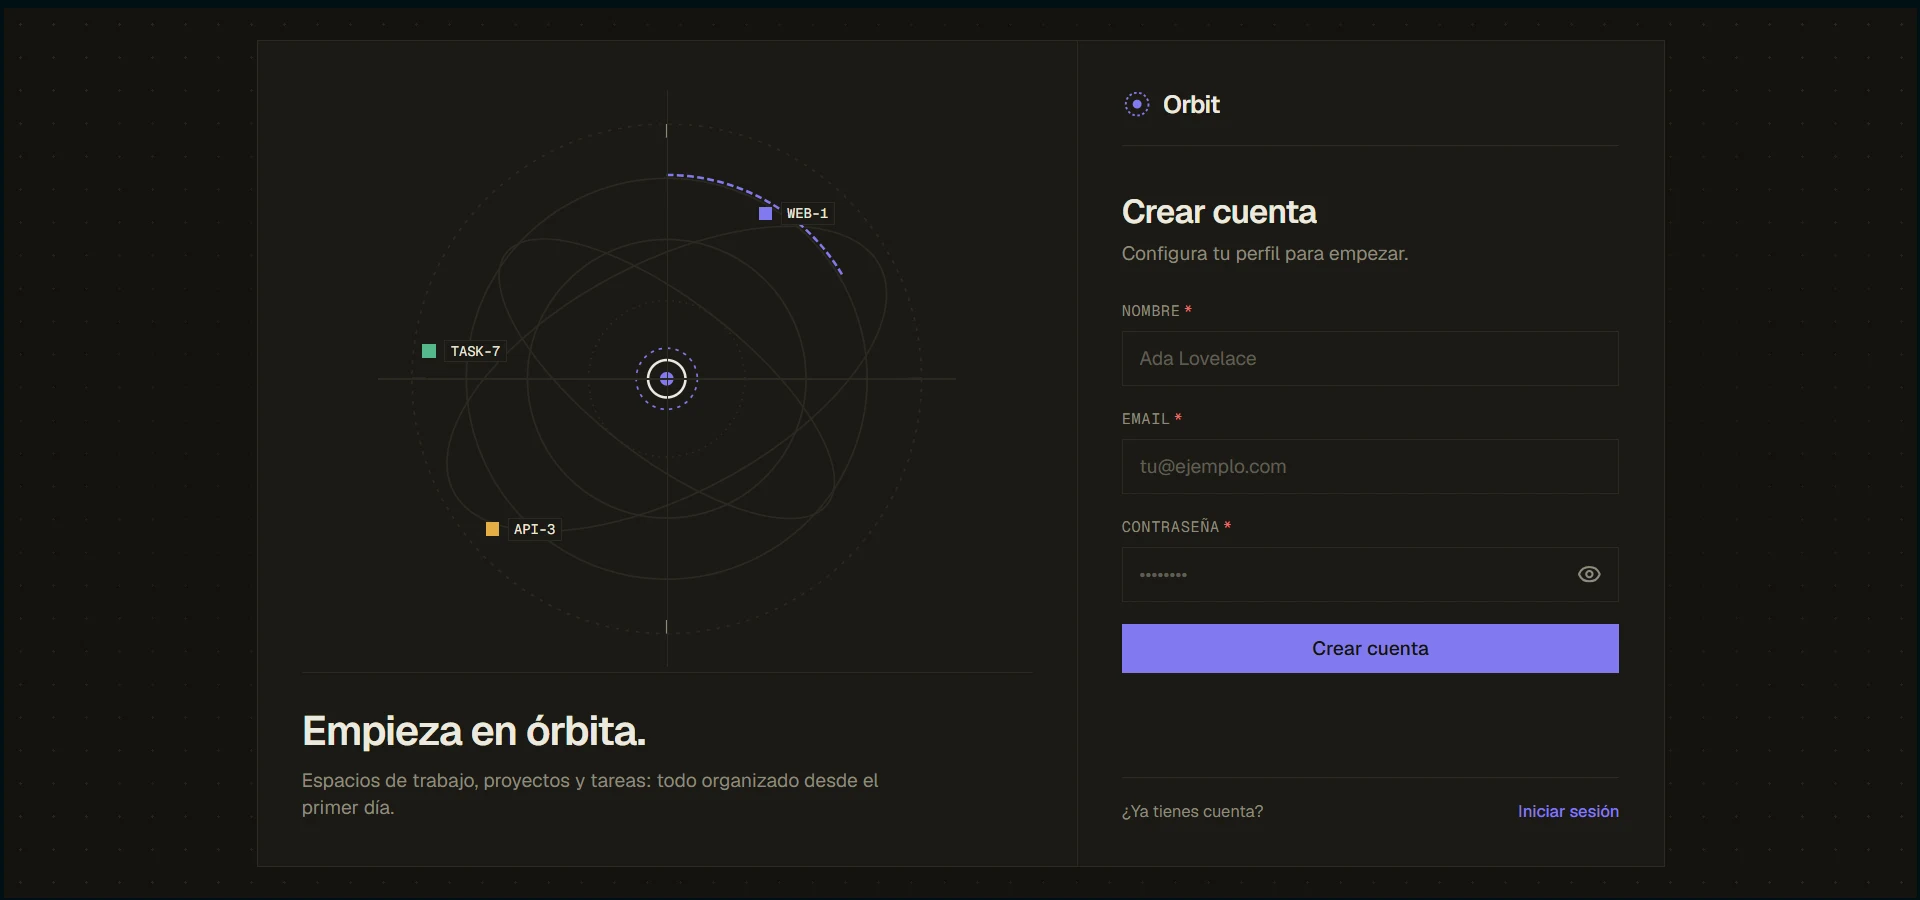 WEB-1
TASK-7
API-3
Empieza en órbita.
Espacios de trabajo, proyectos y tareas: todo organizado desde el
primer día.
Orbit
Crear cuenta
Configura tu perfil para empezar.
NOMBRE *
Ada Lovelace
EMAIL *
tu@ejemplo.com
CONTRASEÑA *
••••••••
Crear cuenta
¿Ya tienes cuenta?
Iniciar sesión